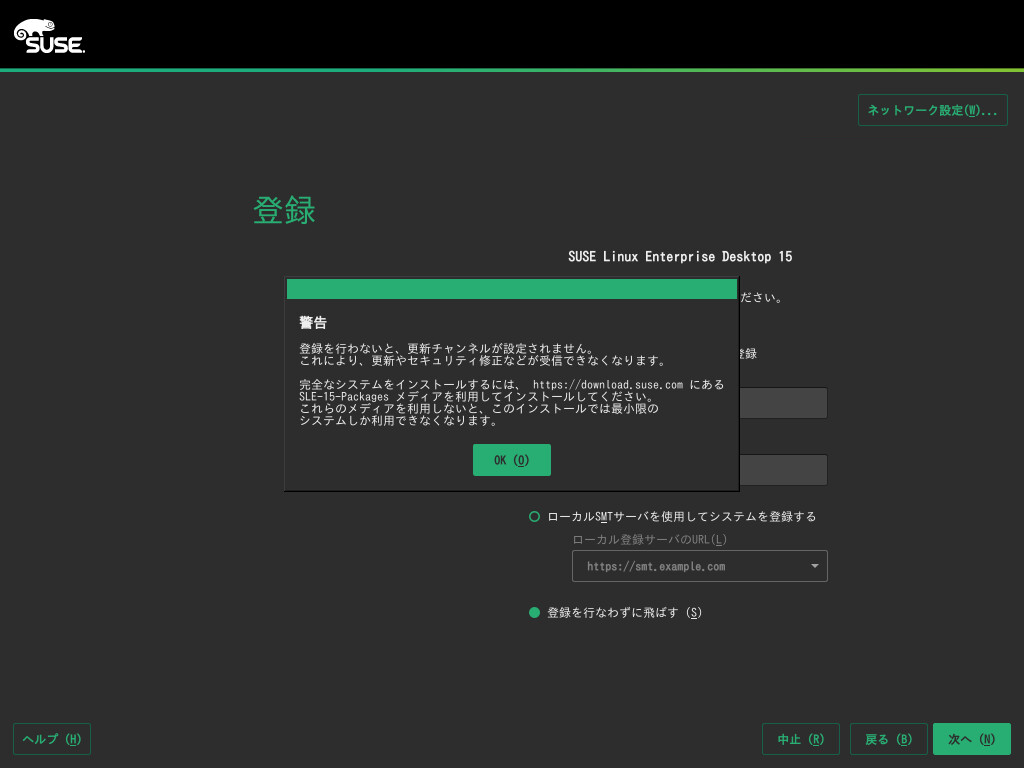 SUSE.
ネットワーク設定(W)...
登録
SUSE Linux Enterprise Desktop 15
ださい。
警告
登録を行わないと、更新チャンネルが設定されません。
これにより、更新やセキュリティ修正などが受信できなくなります。
登録
完全なシステムをインストールするには、 https://download.suse.com にある
SLE-15-Packages メディアを利用してインストールしてください。
これらのメディアを利用しないと、このインストールでは最小限の
システムしか利用できなくなります。
OK (O)
ローカルSMTサーバを使用してシステムを登録する
ローカル登録サーバのURL(L)
https://smt.example.com
登録を行なわずに飛ばす (S)
ヘルプ (H)
中止 (R)
戻る (B)
次へ (N)